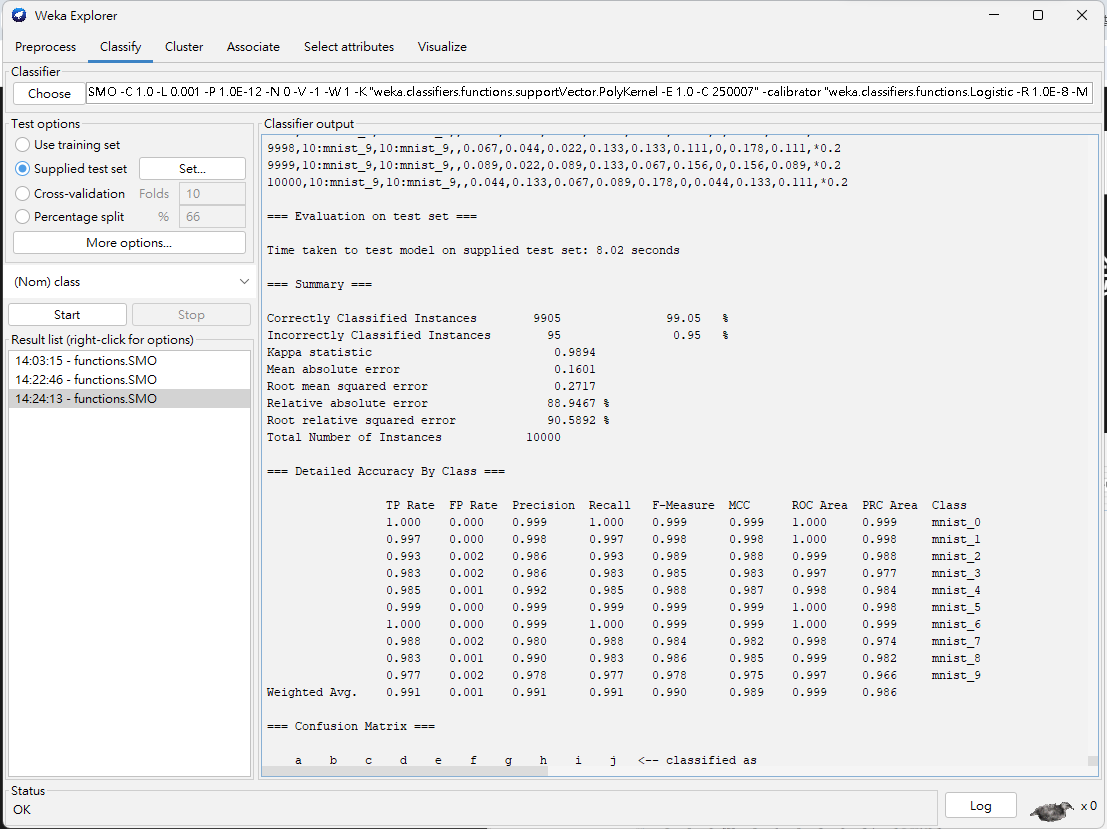 Weka Explorer
Preprocess Classify Cluster Associate Select attributes Visualize
Classifier
Choose SMO -C 1.0 -L 0.001 -P 1.0E-12 -N 0 -V -1 -W 1 -K "weka.classifiers.functions.supportVector.PolyKernel -E 1.0 -C 250007" -calibrator "weka.classifiers.functions.Logistic -R 1.0E-8 -M
Test options
Use training set
Supplied test set Set...
Cross-validation Folds 10
Percentage split % 66
More options...
(Nom) class
Start Stop
Result list (right-click for options)
14:03:15 - functions.SMO
14:22:46 - functions.SMO
14:24:13 - functions.SMO
Classifier output
9998,10:mnist_9,10:mnist_9,,0.067,0.044,0.022,0.133,0.133,0.111,0,0.178,0.111,*0.2
9999,10:mnist_9,10:mnist_9,,0.089,0.022,0.089,0.133,0.067,0.156,0,0.156,0.089,*0.2
10000,10:mnist_9,10:mnist_9,,0.044,0.133,0.067,0.089,0.178,0,0.044,0.133,0.111,*0.2
=== Evaluation on test set ===
Time taken to test model on supplied test set: 8.02 seconds
=== Summary ===
Correctly Classified Instances 9905 99.05 %
Incorrectly Classified Instances 95 0.95 %
Kappa statistic 0.9894
Mean absolute error 0.1601
Root mean squared error 0.2717
Relative absolute error 88.9467 %
Root relative squared error 90.5892 %
Total Number of Instances 10000
=== Detailed Accuracy By Class ===
TP Rate FP Rate Precision Recall F-Measure MCC ROC Area PRC Area Class
1.000 0.000 0.999 1.000 0.999 0.999 1.000 0.999 mnist_0
0.997 0.000 0.998 0.997 0.998 0.998 1.000 0.998 mnist_1
0.993 0.002 0.986 0.993 0.989 0.988 0.999 0.988 mnist_2
0.983 0.002 0.986 0.983 0.985 0.983 0.997 0.977 mnist_3
0.985 0.001 0.992 0.985 0.988 0.987 0.998 0.984 mnist_4
0.999 0.000 0.999 0.999 0.999 0.999 1.000 0.998 mnist_5
1.000 0.000 0.999 1.000 0.999 0.999 1.000 0.999 mnist_6
0.988 0.002 0.980 0.988 0.984 0.982 0.998 0.974 mnist_7
0.983 0.001 0.990 0.983 0.986 0.985 0.999 0.982 mnist_8
0.977 0.002 0.978 0.977 0.978 0.975 0.997 0.966 mnist_9
Weighted Avg. 0.991 0.001 0.991 0.991 0.990 0.989 0.999 0.986
=== Confusion Matrix ===
a b c d e f g h i j <-- classified as
Status
OK
Log x 0